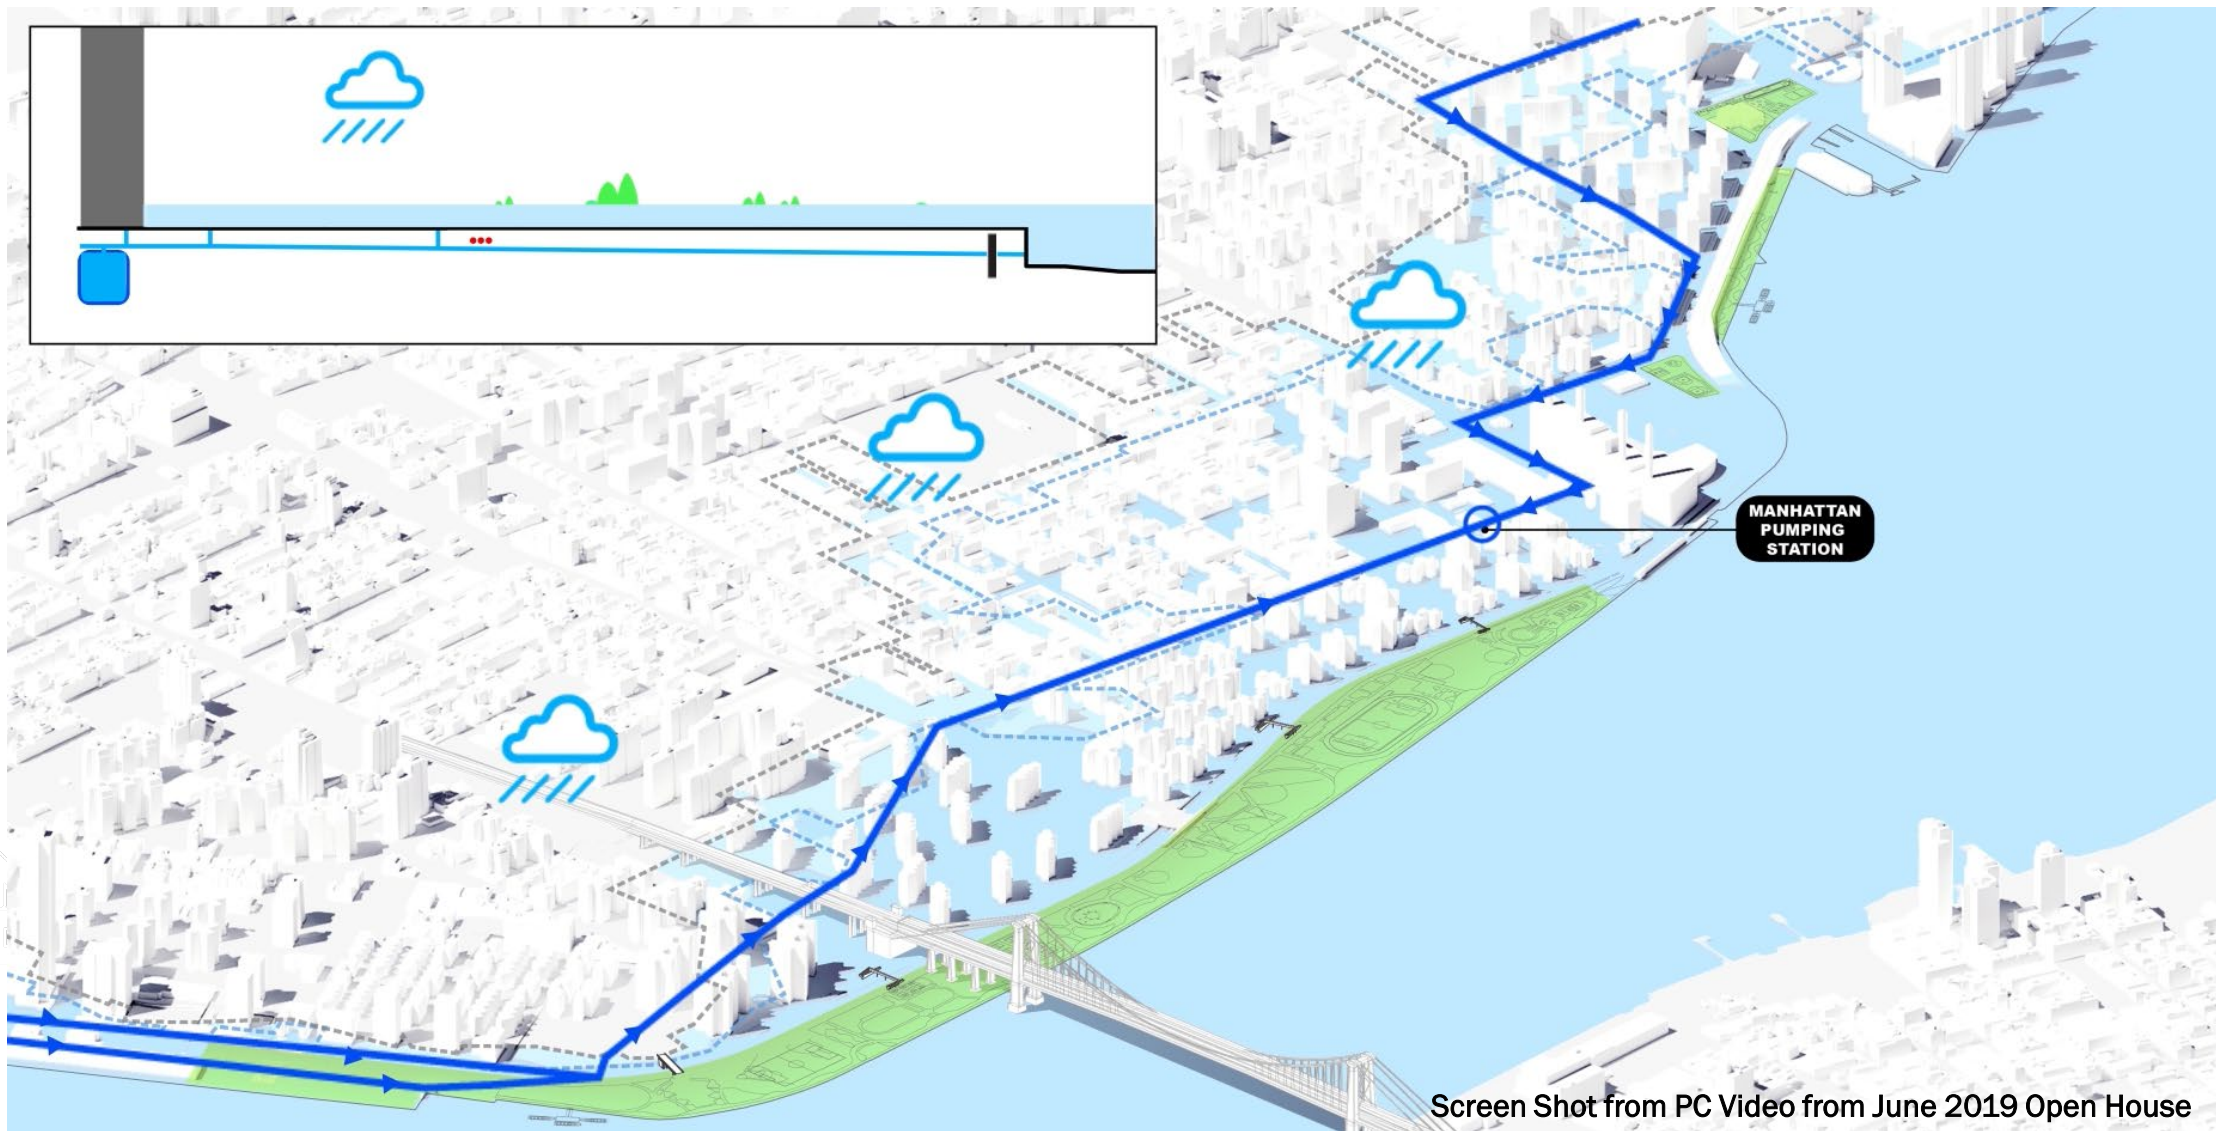 MANHATTAN
PUMPING
STATION
Screen Shot from PC Video from June 2019 Open House